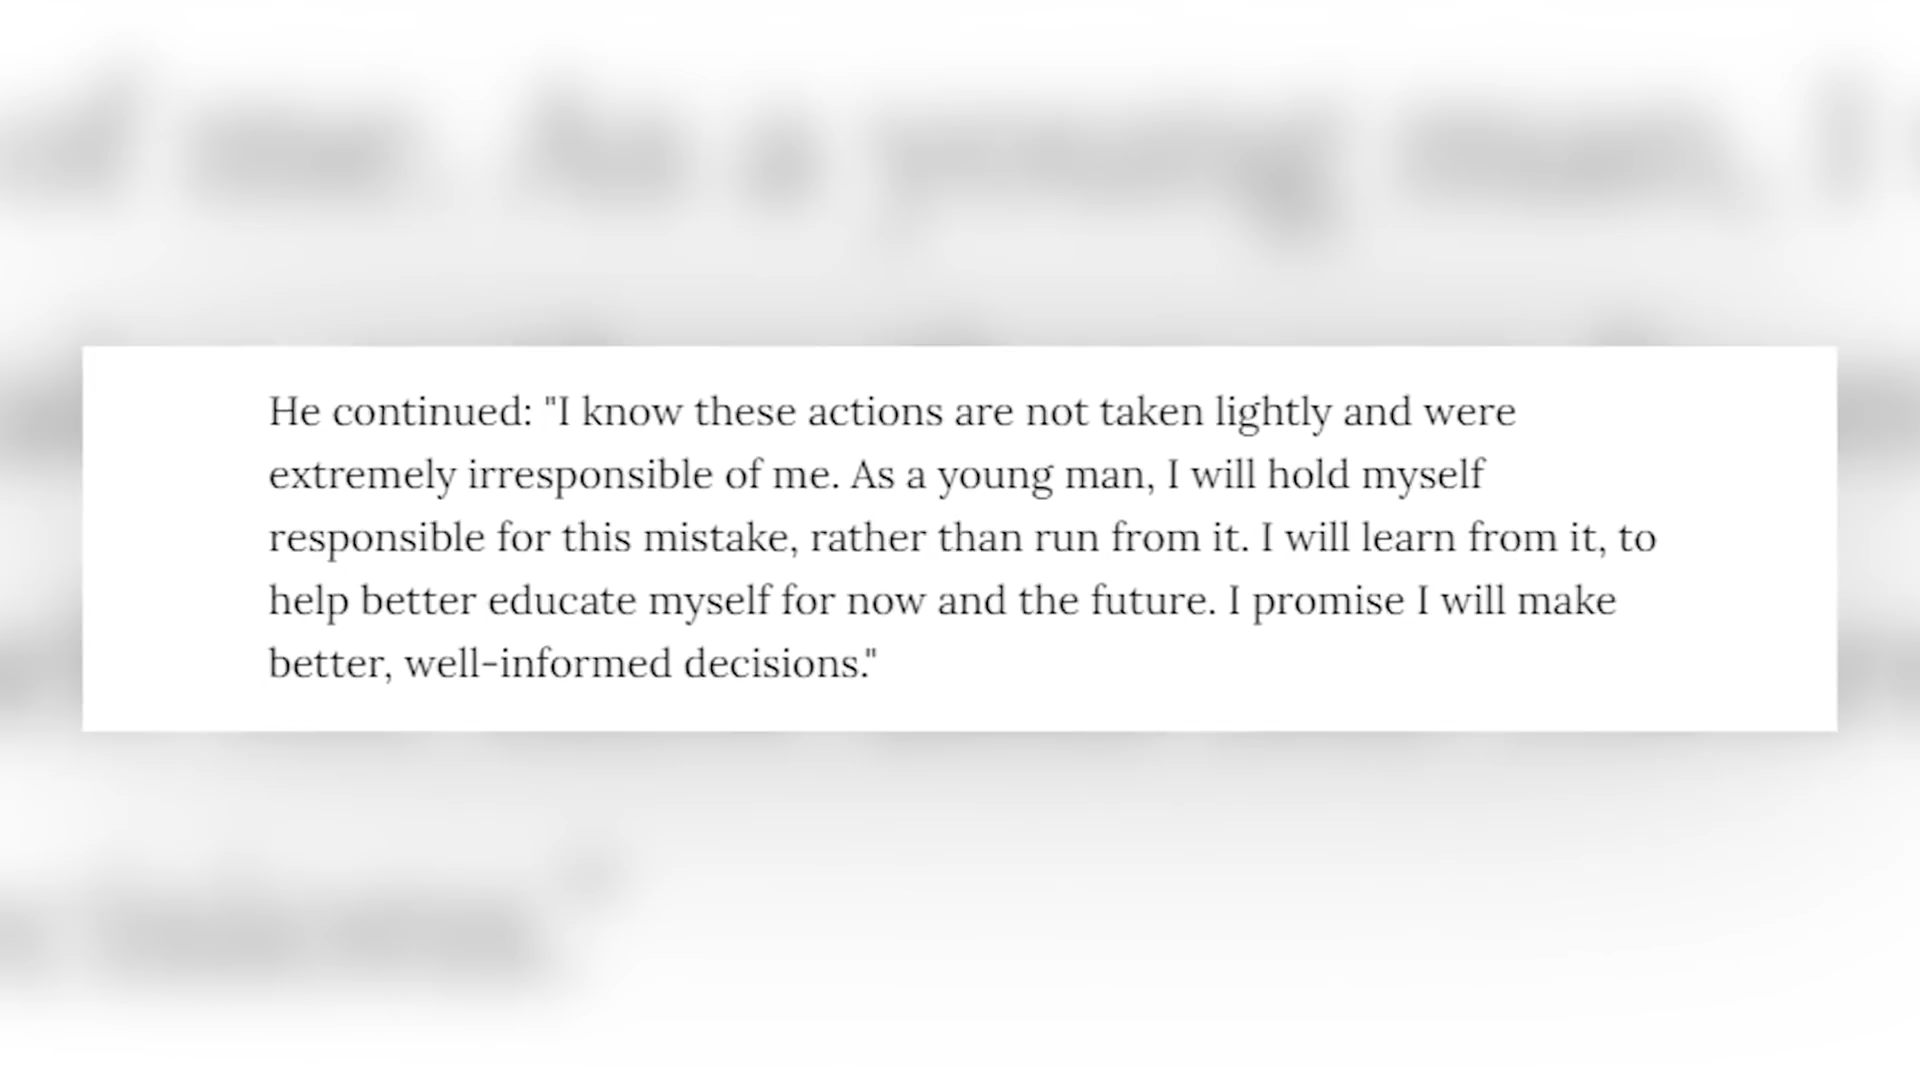 He continued: "I know these actions are not taken lightly and were
extremely irresponsible of me. As a young man, I will hold myself
responsible for this mistake, rather than run from it. I will learn from it, to
help better educate myself for now and the future. I promise I will make
better, well-informed decisions."